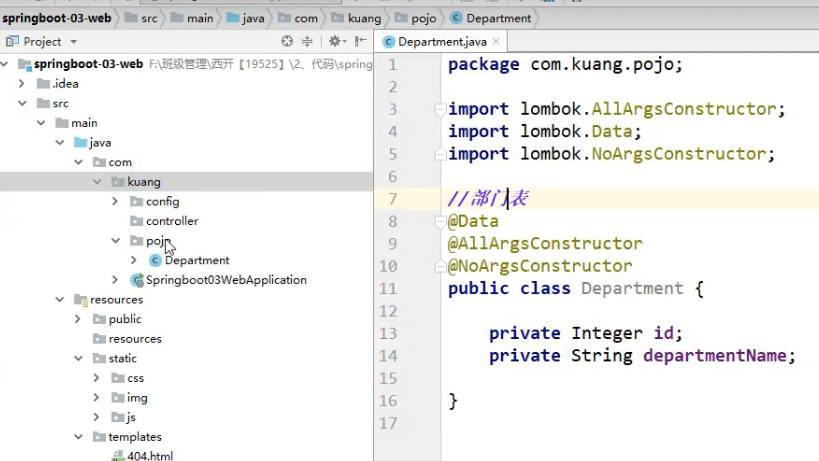 springboot-03-web src main java com kuang pojo Department
Project
Department.java
springboot-03-web F:\班级管理\西开【19525】\2、代码\spring
.idea
src
main
java
com
kuang
config
controller
pojo
Department
Springboot03WebApplication
resources
public
resources
static
css
img
js
templates
404.html
1 package com.kuang.pojo;
2
3 import lombok.AllArgsConstructor;
4 import lombok.Data;
5 import lombok.NoArgsConstructor;
6
7 //部门表
8 @Data
9 @AllArgsConstructor
10 @NoArgsConstructor
11 public class Department {
12
13 private Integer id;
14 private String departmentName;
15
16 }
17